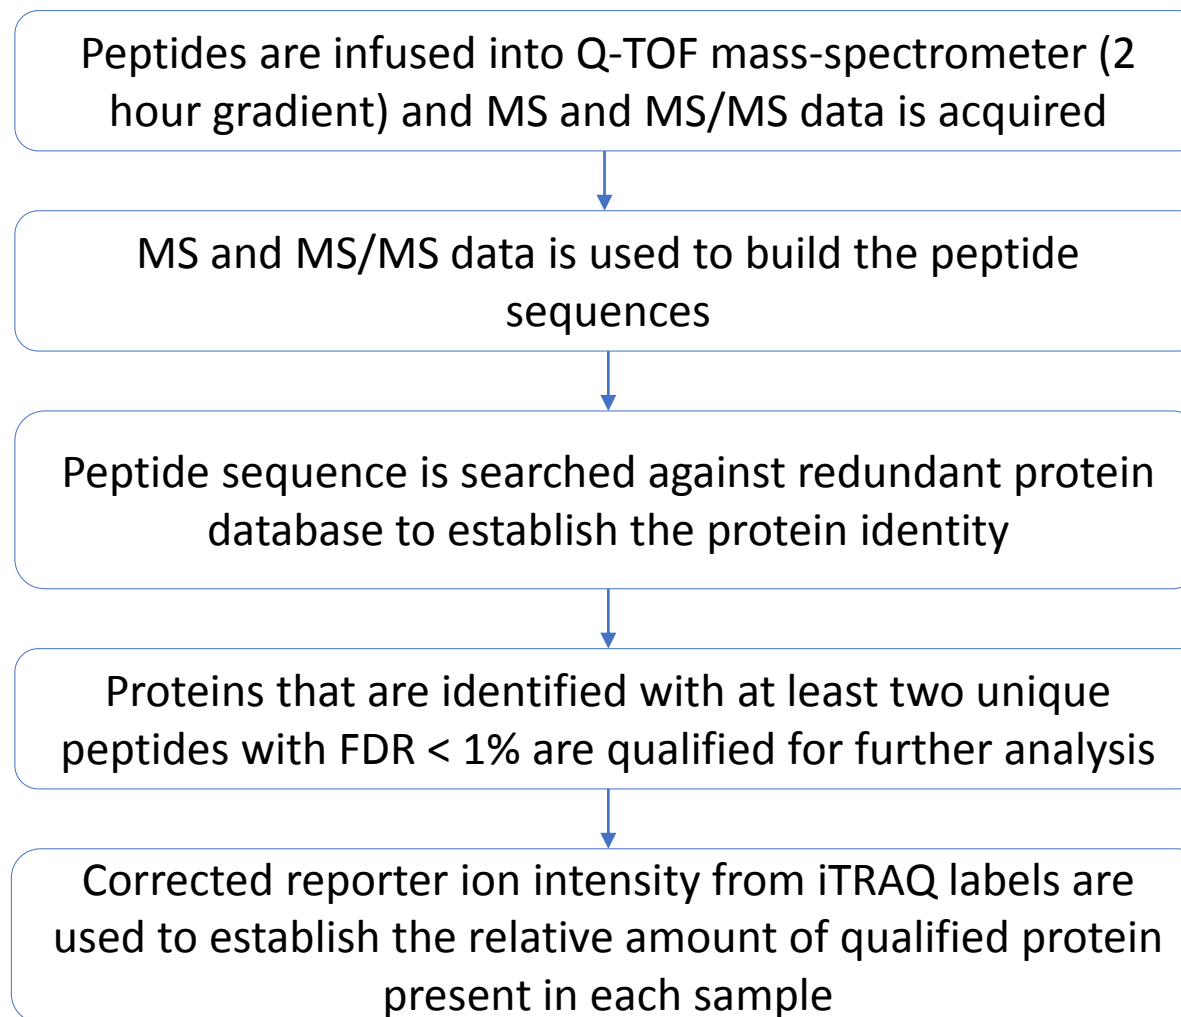 Peptides are infused into Q-TOF mass-spectrometer (2
hour gradient) and MS and MS/MS data is acquired
MS and MS/MS data is used to build the peptide
sequences
Peptide sequence is searched against redundant protein
database to establish the protein identity
Proteins that are identified with at least two unique
peptides with FDR < 1% are qualified for further analysis
Corrected reporter ion intensity from iTRAQ labels are
used to establish the relative amount of qualified protein
present in each sample